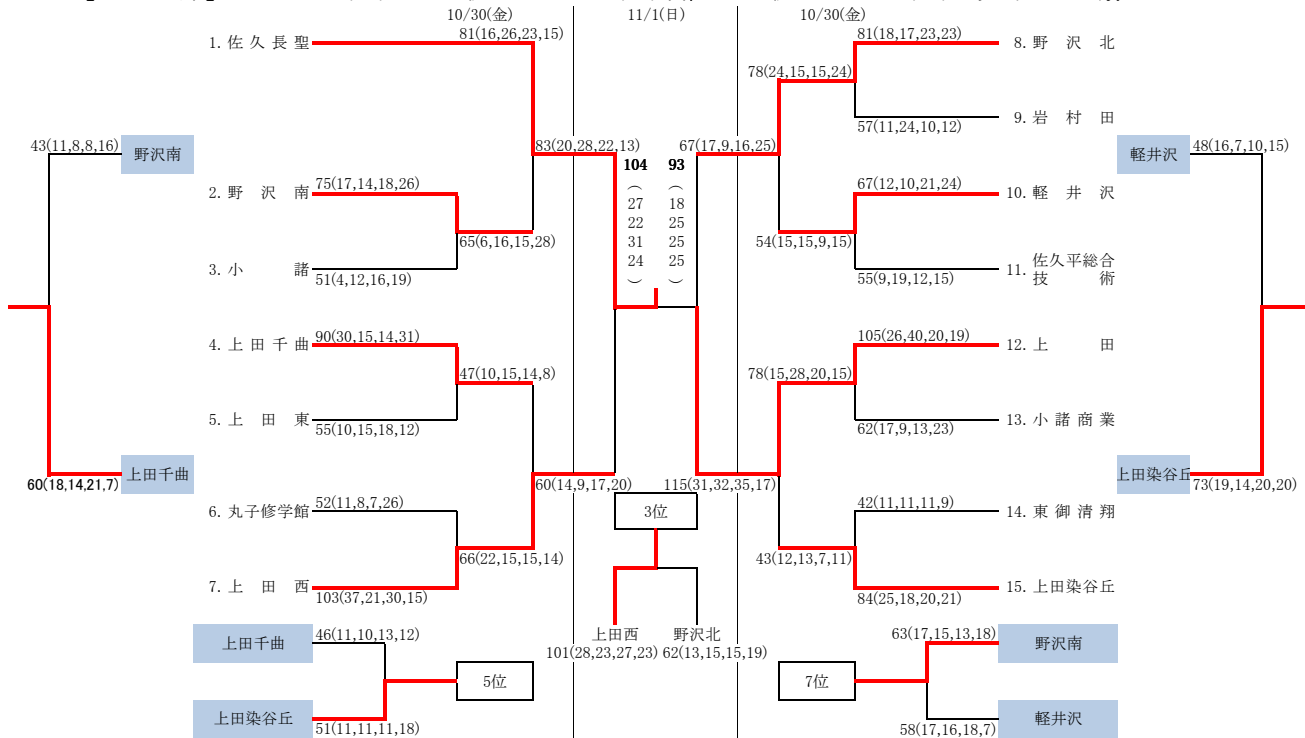 10/30(金)
11/1(日)
10/30(金)
1. 佐久長聖
81(16,26,23,15)
81(18,17,23,23)
8. 野沢北
78(24,15,15,24)
57(11,24,10,12)
9. 岩村田
43(11,8,8,16)
野沢南
83(20,28,22,13)
67(17,9,16,25)
軽井沢
48(16,7,10,15)
104
(
27
22
31
24
)
93
(
18
25
25
25
)
2. 野沢南
75(17,14,18,26)
67(12,10,21,24)
10. 軽井沢
65(6,16,15,28)
54(15,15,9,15)
3. 小諸
51(4,12,16,19)
55(9,19,12,15)
11. 佐久平総合
技術
4. 上田千曲
90(30,15,14,31)
105(26,40,20,19)
12. 上田
47(10,15,14,8)
78(15,28,20,15)
5. 上田東
55(10,15,18,12)
62(17,9,13,23)
13. 小諸商業
上田千曲
60(18,14,21,7)
60(14,9,17,20)
115(31,32,35,17)
上田染谷丘
73(19,14,20,20)
6. 丸子修学館
52(11,8,7,26)
3位
42(11,11,11,9)
14. 東御清翔
66(22,15,15,14)
43(12,13,7,11)
7. 上田西
103(37,21,30,15)
84(25,18,20,21)
15. 上田染谷丘
上田千曲
46(11,10,13,12)
上田西
野沢北
101(28,23,27,23)
62(13,15,15,19)
63(17,15,13,18)
野沢南
5位
7位
上田染谷丘
51(11,11,11,18)
58(17,16,18,7)
軽井沢